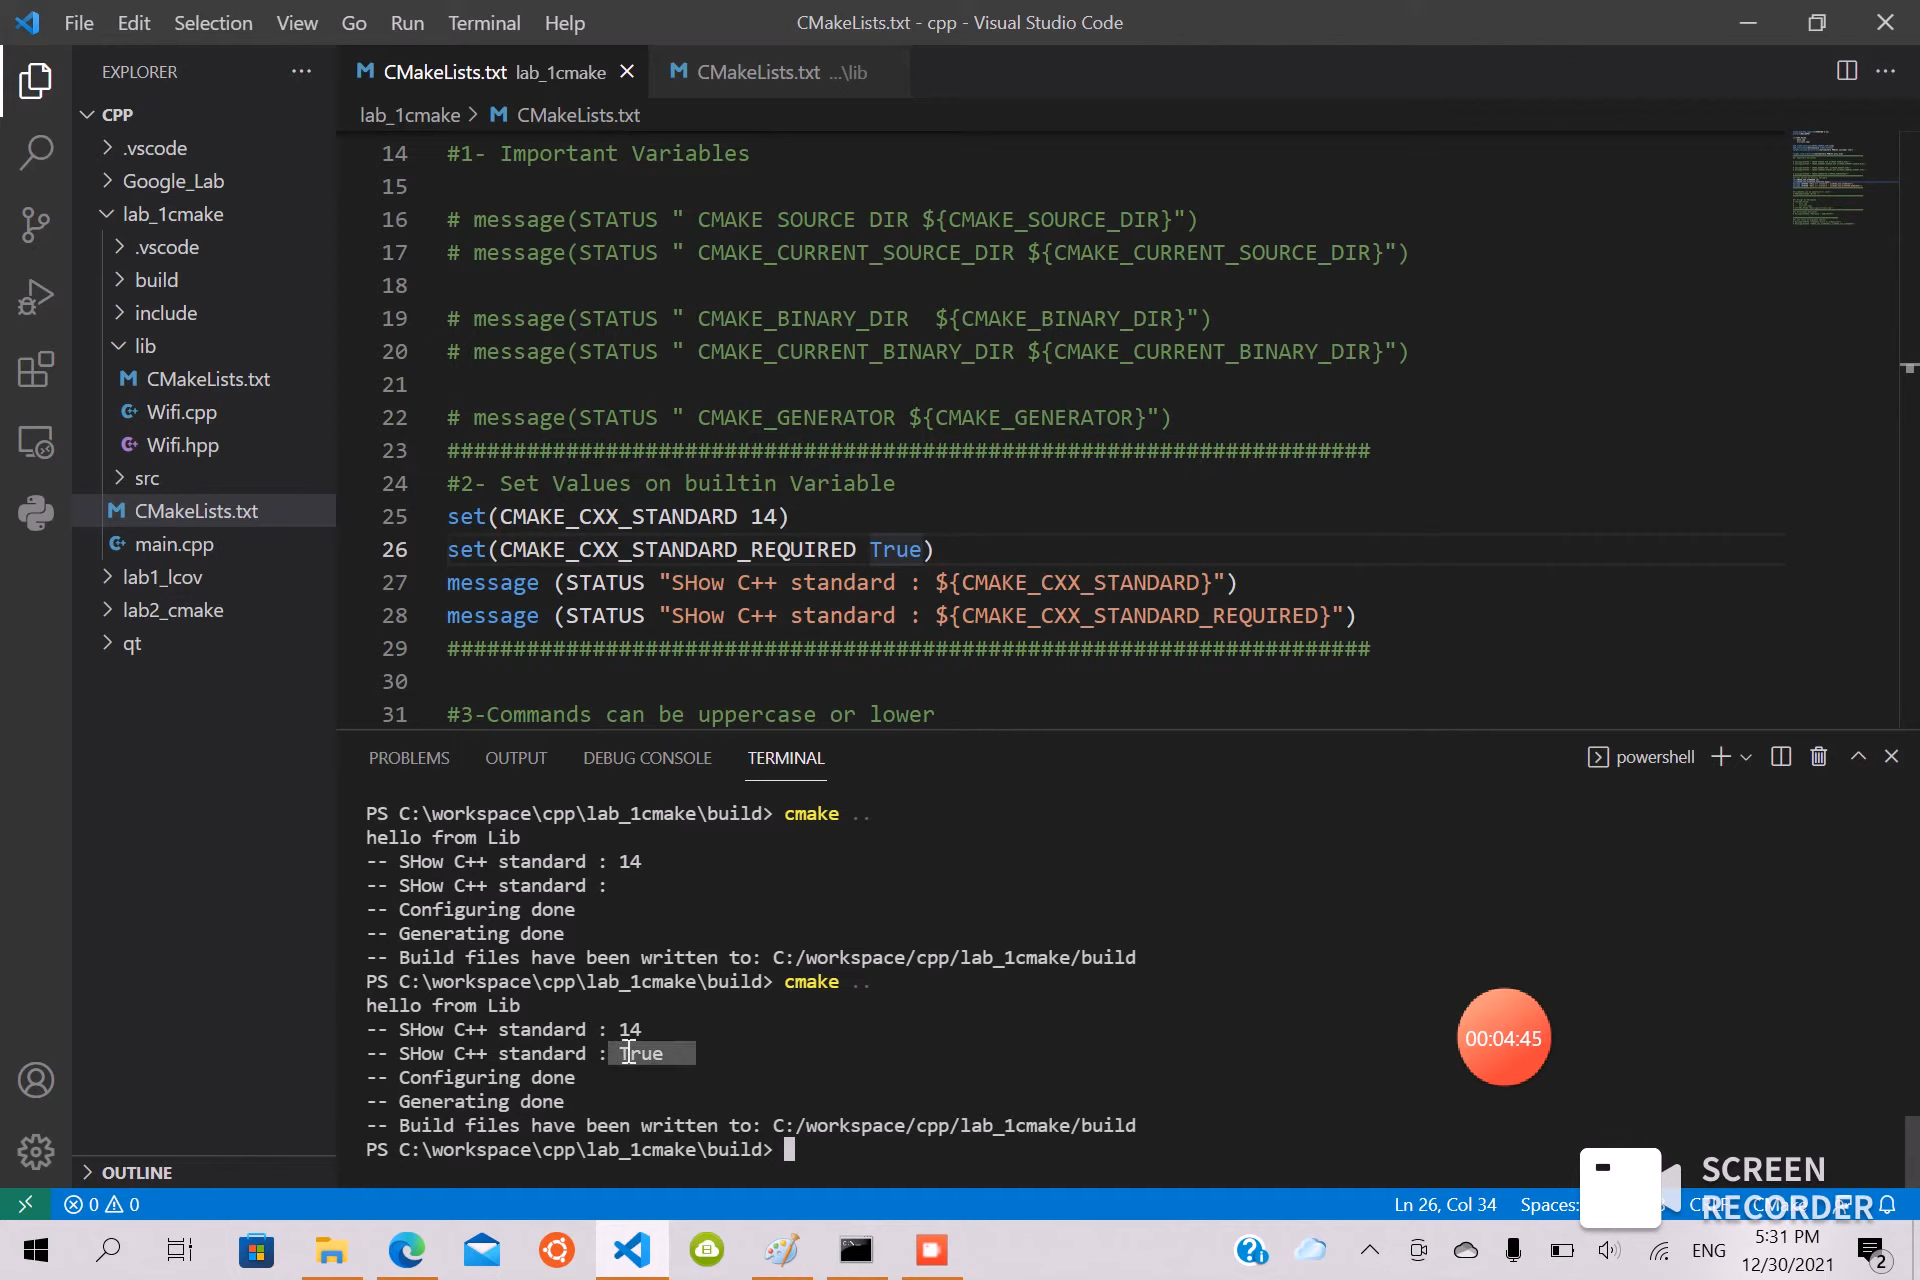 File Edit Selection View Go Run Terminal Help
CMakeLists.txt - cpp - Visual Studio Code
EXPLORER
CPP
.vscode
Google_Lab
lab_1cmake
.vscode
build
include
lib
CMakeLists.txt
Wifi.cpp
Wifi.hpp
src
CMakeLists.txt
main.cpp
lab1_lcov
lab2_cmake
qt
OUTLINE
CMakeLists.txt lab_1cmake
CMakeLists.txt ...\lib
lab_1cmake > CMakeLists.txt
14 #1- Important Variables
15
16 # message(STATUS " CMAKE SOURCE DIR ${CMAKE_SOURCE_DIR}")
17 # message(STATUS " CMAKE_CURRENT_SOURCE_DIR ${CMAKE_CURRENT_SOURCE_DIR}")
18
19 # message(STATUS " CMAKE_BINARY_DIR  ${CMAKE_BINARY_DIR}")
20 # message(STATUS " CMAKE_CURRENT_BINARY_DIR ${CMAKE_CURRENT_BINARY_DIR}")
21
22 # message(STATUS " CMAKE_GENERATOR ${CMAKE_GENERATOR}")
23 ######################################################################
24 #2- Set Values on builtin Variable
25 set(CMAKE_CXX_STANDARD 14)
26 set(CMAKE_CXX_STANDARD_REQUIRED True)
27 message (STATUS "SHow C++ standard : ${CMAKE_CXX_STANDARD}")
28 message (STATUS "SHow C++ standard : ${CMAKE_CXX_STANDARD_REQUIRED}")
29 ######################################################################
30
31 #3-Commands can be uppercase or lower
PROBLEMS OUTPUT DEBUG CONSOLE TERMINAL
powershell
PS C:\workspace\cpp\lab_1cmake\build> cmake ..
hello from Lib
-- SHow C++ standard : 14
-- SHow C++ standard :
-- Configuring done
-- Generating done
-- Build files have been written to: C:/workspace/cpp/lab_1cmake/build
PS C:\workspace\cpp\lab_1cmake\build> cmake ..
hello from Lib
-- SHow C++ standard : 14
-- SHow C++ standard : True
-- Configuring done
-- Generating done
-- Build files have been written to: C:/workspace/cpp/lab_1cmake/build
PS C:\workspace\cpp\lab_1cmake\build>
00:04:45
SCREEN
RECORDER
0 0
Ln 26, Col 34
Spaces:
ENG
5:31 PM
12/30/2021
2